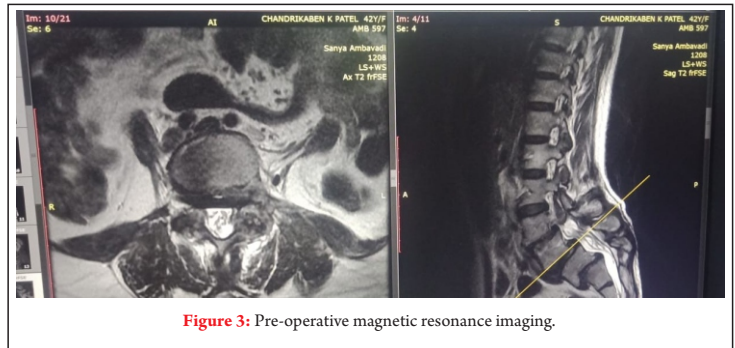 Im: 10/21
Se: 6
AI
CHANDRIKABEN K PATEL 42Y/F
AMB 597
Sanya Ambavadi
1208
LS+WS
Ax T2 frFSE
R
L
Im: 4/11
Se: 4
S
CHANDRIKABEN K PATEL 42Y/F
AMB 597
Sanya Ambavadi
1208
LS+WS
Sag T2 frFSE
A
P
Figure 3: Pre-operative magnetic resonance imaging.